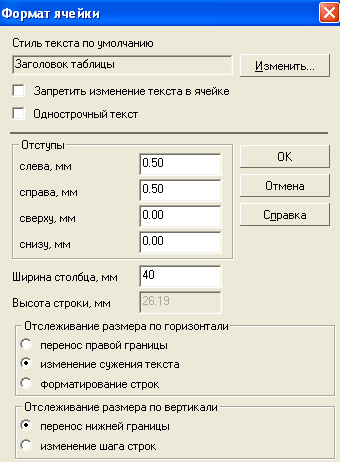 Формат ячейки
Стиль текста по умолчанию
Заголовок таблицы
Изменить...
Запретить изменение текста в ячейке
Однострочный текст
Отступы
слева, мм 0.50
справа, мм 0.50
сверху, мм 0.00
снизу, мм 0.00
OK
Отмена
Справка
Ширина столбца, мм 40
Высота строки, мм 26.19
Отслеживание размера по горизонтали
перенос правой границы
изменение сужения текста
форматирование строк
Отслеживание размера по вертикали
перенос нижней границы
изменение шага строк